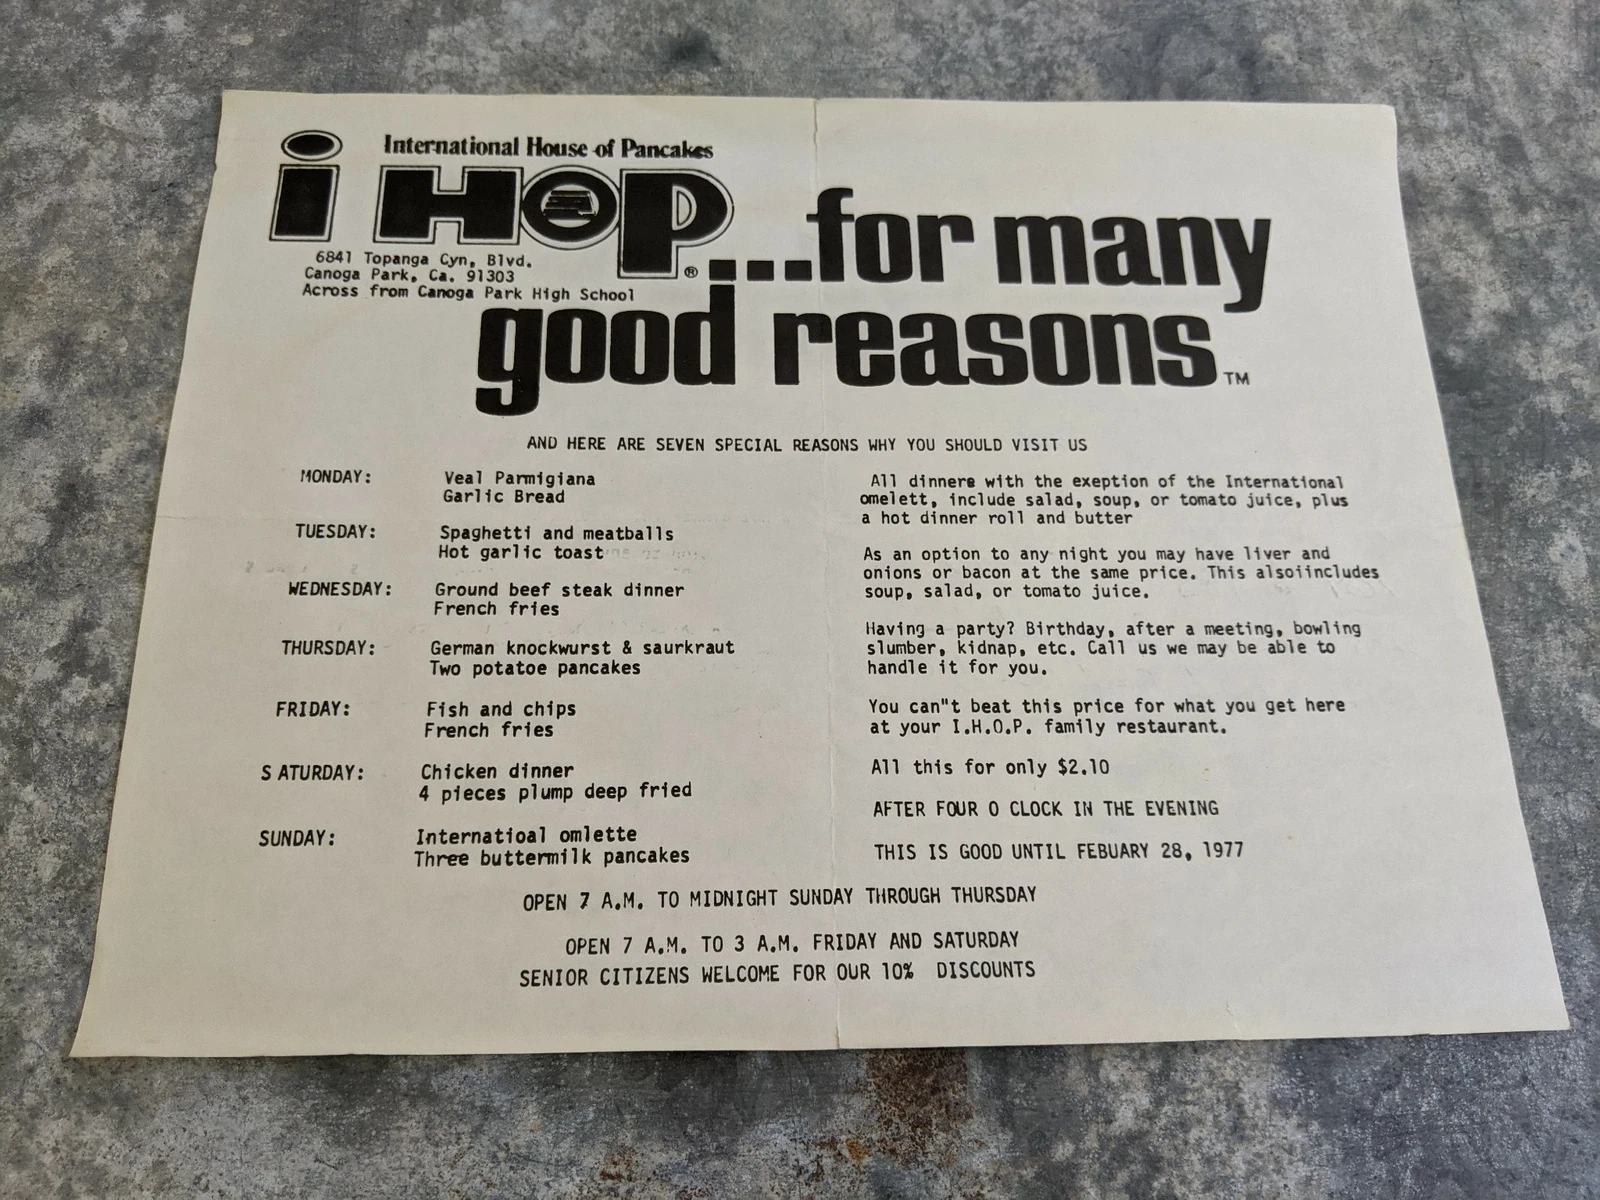 International House of Pancakes
iHOP®...for many
6841 Topanga Cyn, Blvd.
Canoga Park, Ca. 91303
Across from Canoga Park High School
good reasons™
AND HERE ARE SEVEN SPECIAL REASONS WHY YOU SHOULD VISIT US
MONDAY: Veal Parmigiana
Garlic Bread
TUESDAY: Spaghetti and meatballs
Hot garlic toast
WEDNESDAY: Ground beef steak dinner
French fries
THURSDAY: German knockwurst & saurkraut
Two potatoe pancakes
FRIDAY: Fish and chips
French fries
S ATURDAY: Chicken dinner
4 pieces plump deep fried
SUNDAY: Internatioal omlette
Three buttermilk pancakes
All dinners with the exeption of the International
omelett, include salad, soup, or tomato juice, plus
a hot dinner roll and butter
As an option to any night you may have liver and
onions or bacon at the same price. This alsoiincludes
soup, salad, or tomato juice.
Having a party? Birthday, after a meeting, bowling
slumber, kidnap, etc. Call us we may be able to
handle it for you.
You can"t beat this price for what you get here
at your I.H.O.P. family restaurant.
All this for only $2.10
AFTER FOUR O CLOCK IN THE EVENING
THIS IS GOOD UNTIL FEBUARY 28, 1977
OPEN 7 A.M. TO MIDNIGHT SUNDAY THROUGH THURSDAY
OPEN 7 A.M. TO 3 A.M. FRIDAY AND SATURDAY
SENIOR CITIZENS WELCOME FOR OUR 10% DISCOUNTS